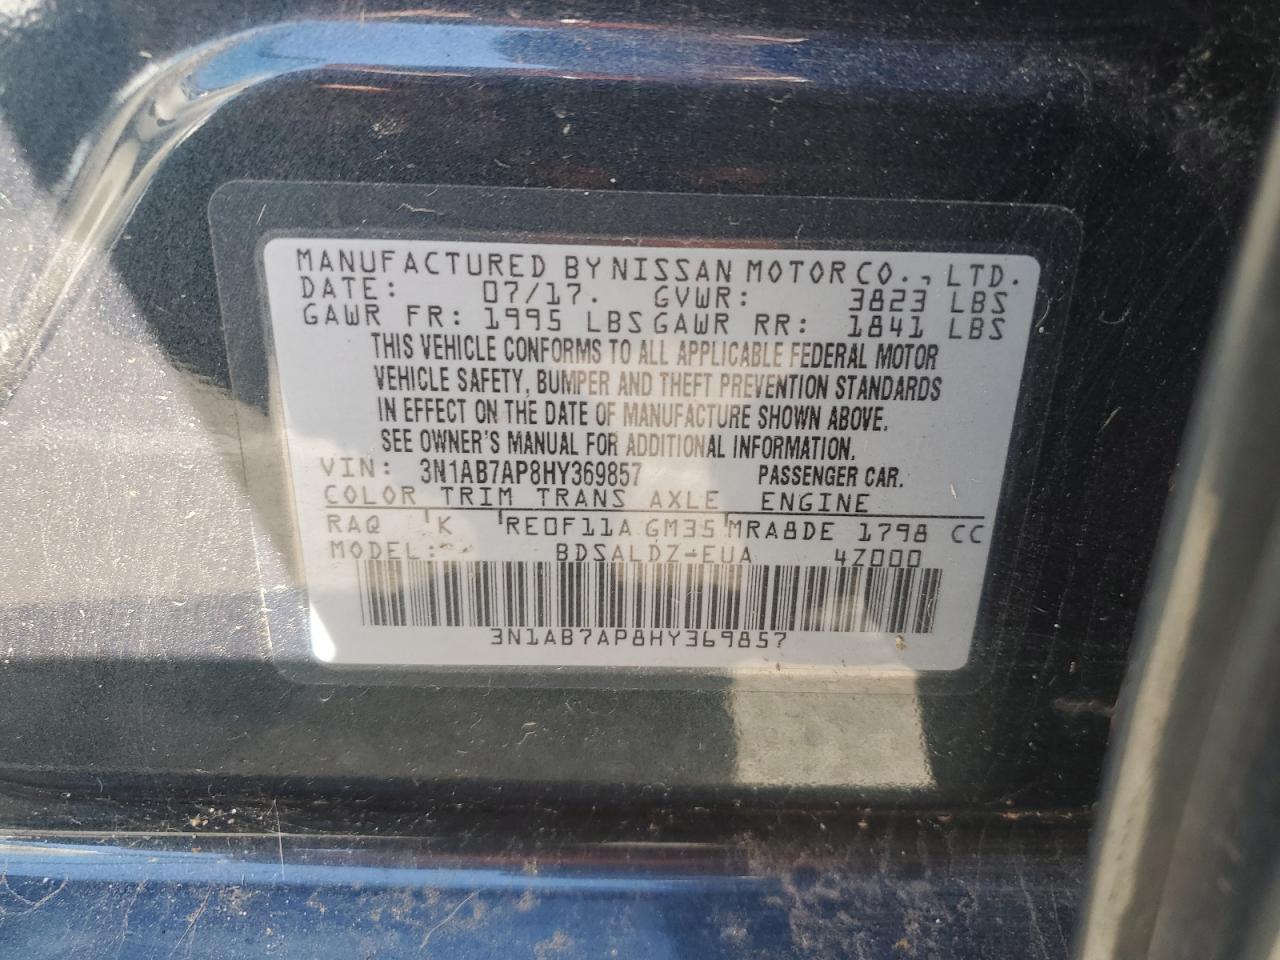 MANUFACTURED BY NISSAN MOTOR CO., LTD.
DATE: 07/17. GVWR: 3823 LBS
GAWR FR: 1995 LBS GAWR RR: 1841 LBS
THIS VEHICLE CONFORMS TO ALL APPLICABLE FEDERAL MOTOR
VEHICLE SAFETY, BUMPER AND THEFT PREVENTION STANDARDS
IN EFFECT ON THE DATE OF MANUFACTURE SHOWN ABOVE.
SEE OWNER'S MANUAL FOR ADDITIONAL INFORMATION.
VIN: 3N1AB7AP8HY369857 PASSENGER CAR.
COLOR TRIM TRANS AXLE ENGINE
RAQ K RE0F11A GM35 MRA8DE 1798 CC
MODEL: BDSALDZ-EUA 4Z000
3N1AB7AP8HY369857